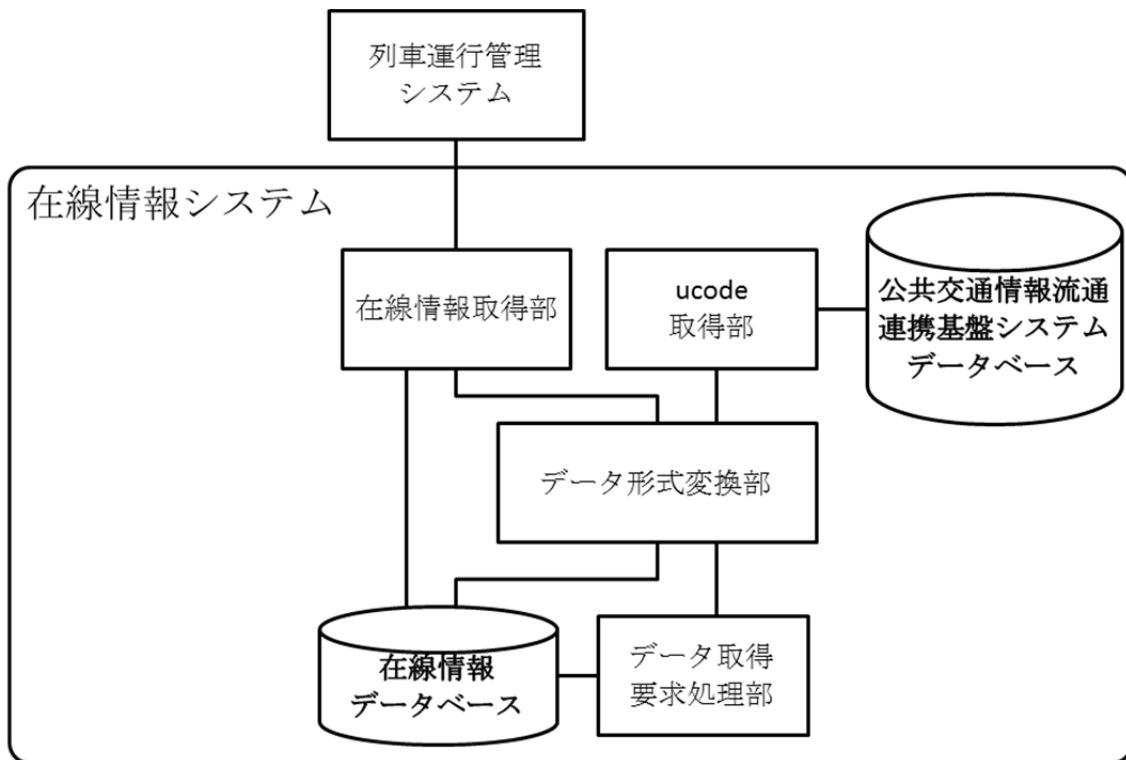 列車運行管理
システム
在線情報システム
在線情報取得部
ucode
取得部
公共交通情報流通
連携基盤システム
データベース
データ形式変換部
在線情報
データベース
データ取得
要求処理部